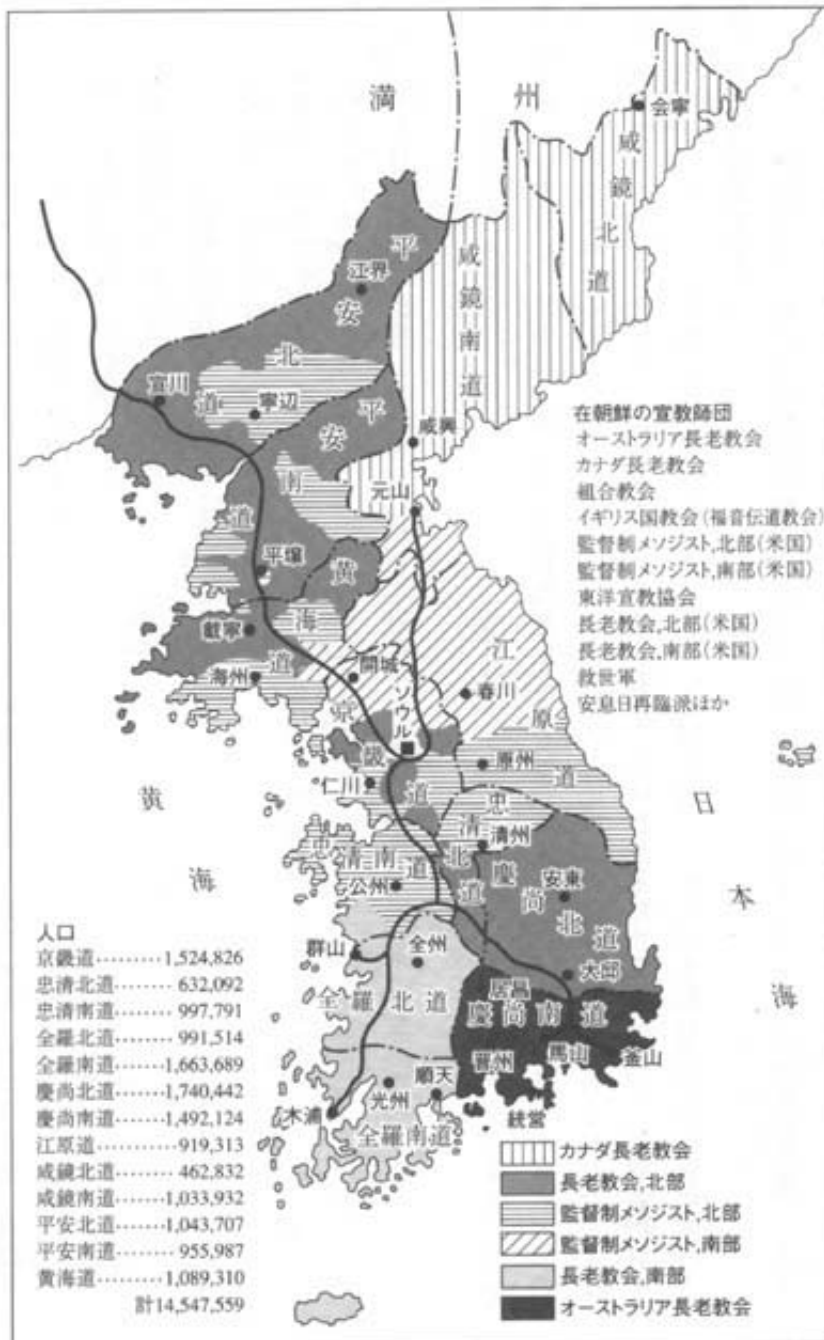 満州
会寧
咸鏡北道
咸鏡南道
江界
平安北道
宣川
寧辺
平安南道
咸興
元山
平壌
黄海道
載寧
海州
開城
ソウル
京畿道
仁川
江原道
春川
原州
忠清北道
清州
忠清南道
公州
慶尚北道
安東
大邱
群山
全州
全羅北道
居昌
慶尚南道
晋州
馬山
釜山
統営
順天
光州
木浦
全羅南道
黄海
日本海
在朝鮮の宣教師団
オーストラリア長老教会
カナダ長老教会
組合教会
イギリス国教会(福音伝道教会)
監督制メソジスト,北部(米国)
監督制メソジスト,南部(米国)
東洋宣教協会
長老教会,北部(米国)
長老教会,南部(米国)
救世軍
安息日再臨派ほか
人口
京畿道………1,524,826
忠清北道……632,092
忠清南道……997,791
全羅北道……991,514
全羅南道……1,663,689
慶尚北道……1,740,442
慶尚南道……1,492,124
江原道………919,313
咸鏡北道……462,832
咸鏡南道……1,033,932
平安北道……1,043,707
平安南道……955,987
黄海道………1,089,310
計14,547,559
カナダ長老教会
長老教会,北部
監督制メソジスト,北部
監督制メソジスト,南部
長老教会,南部
オーストラリア長老教会